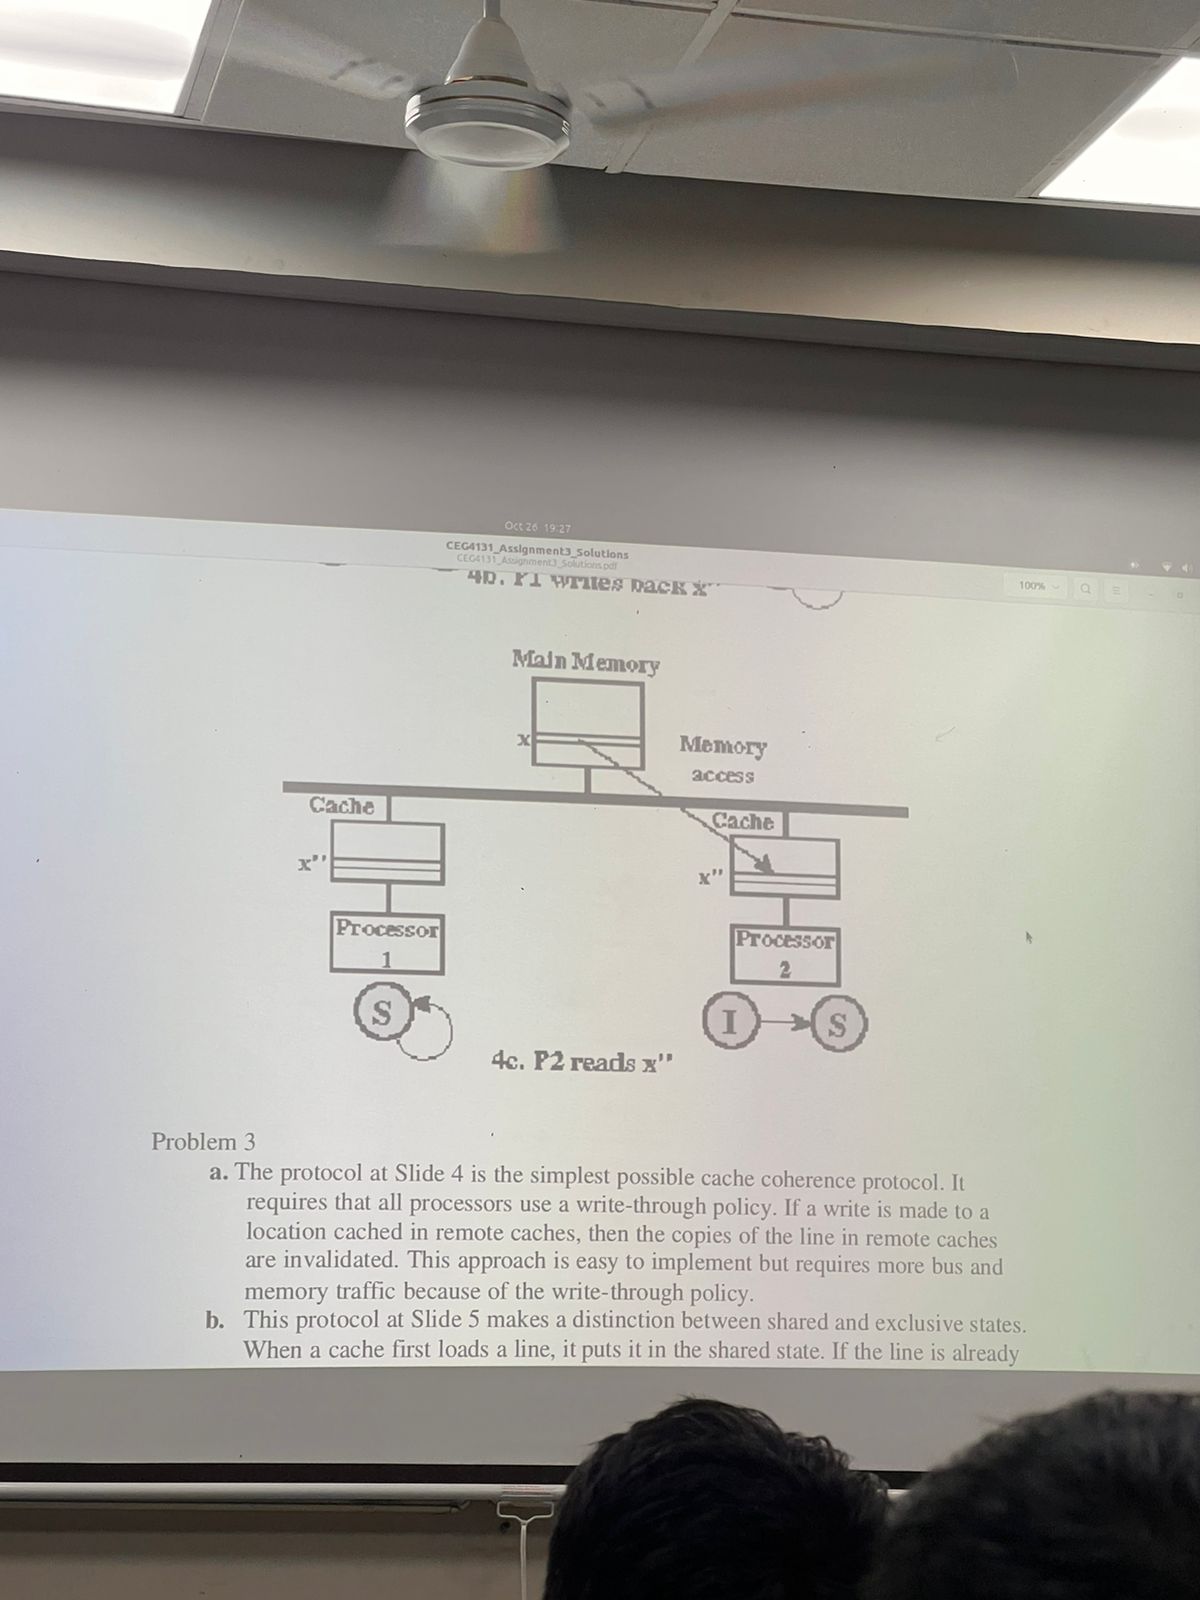 Oct 26 19:27
CEG4131_Assignment3_Solutions
CEG4131_Assignment3_Solutions.pdf
100%
4b. P1 writes back x''
Main Memory
x
Memory
access
Cache
Cache
x''
x''
Processor
1
Processor
2
S
I
S
4c. P2 reads x''
Problem 3
a. The protocol at Slide 4 is the simplest possible cache coherence protocol. It
requires that all processors use a write-through policy. If a write is made to a
location cached in remote caches, then the copies of the line in remote caches
are invalidated. This approach is easy to implement but requires more bus and
memory traffic because of the write-through policy.
b. This protocol at Slide 5 makes a distinction between shared and exclusive states.
When a cache first loads a line, it puts it in the shared state. If the line is already